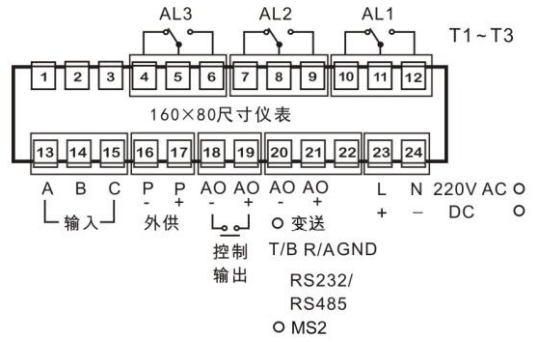 AL3 AL2 AL1
T1~T3
1 2 3 4 5 6 7 8 9 10 11 12
160×80尺寸仪表
13 14 15 16 17 18 19 20 21 22 23 24
A B C P P AO AO AO AO L N 220V AC
- + - + - + + − DC
输入 外供 变送
控制 T/B R/A GND
输出 RS232/
RS485
MS2